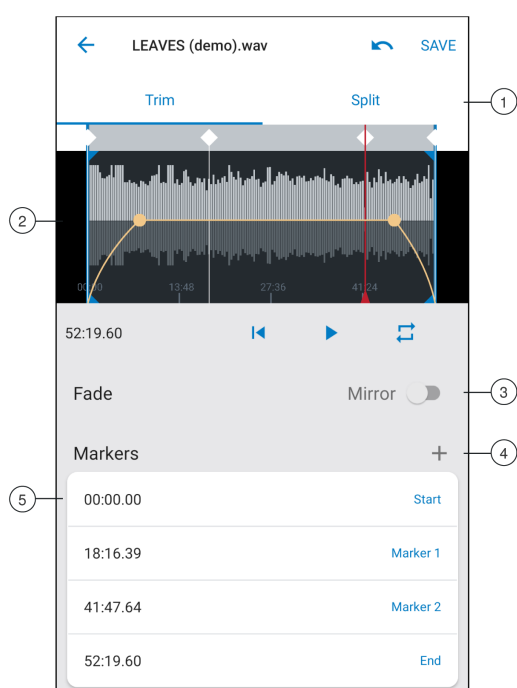 LEAVES (demo).wav SAVE
Trim Split
1
2
00:00 13:48 27:36 41:24
52:19.60
Fade Mirror
3
Markers
4
5
00:00.00 Start
18:16.39 Marker 1
41:47.64 Marker 2
52:19.60 End